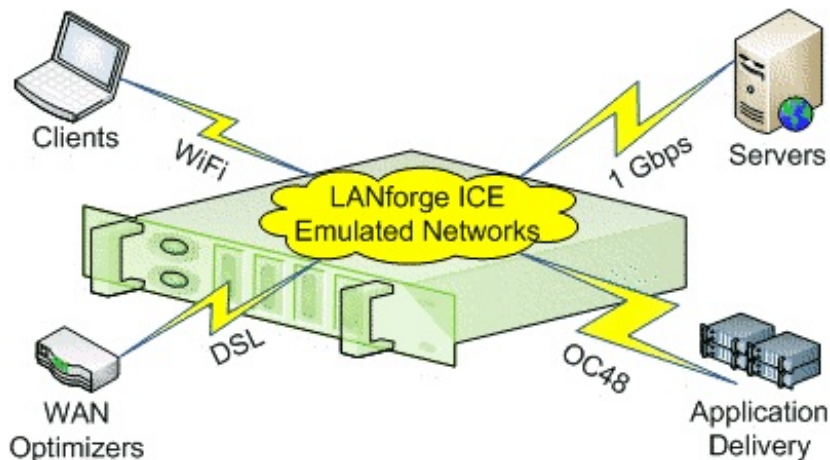 Clients
WiFi
1 Gbps
Servers
LANforge ICE
Emulated Networks
DSL
OC48
WAN
Optimizers
Application
Delivery